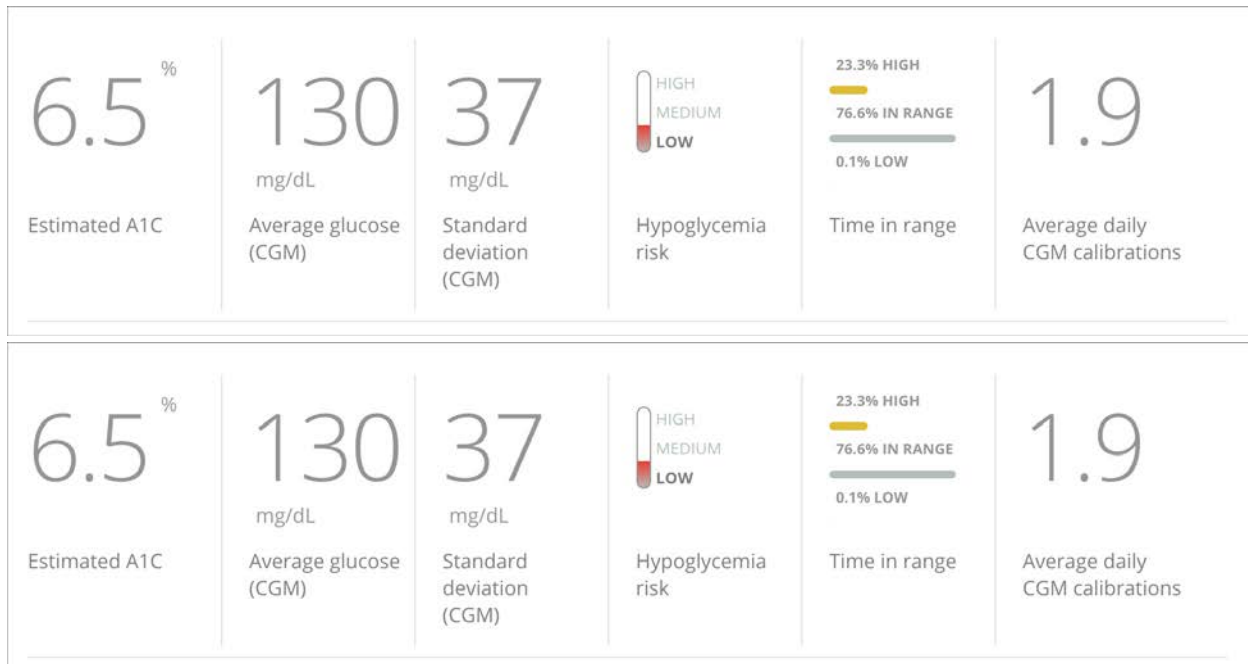 6.5 %
130
mg/dL
37
mg/dL
HIGH
MEDIUM
LOW
23.3% HIGH
76.6% IN RANGE
0.1% LOW
1.9
Estimated A1C
Average glucose
(CGM)
Standard
deviation
(CGM)
Hypoglycemia
risk
Time in range
Average daily
CGM calibrations
6.5 %
130
mg/dL
37
mg/dL
HIGH
MEDIUM
LOW
23.3% HIGH
76.6% IN RANGE
0.1% LOW
1.9
Estimated A1C
Average glucose
(CGM)
Standard
deviation
(CGM)
Hypoglycemia
risk
Time in range
Average daily
CGM calibrations